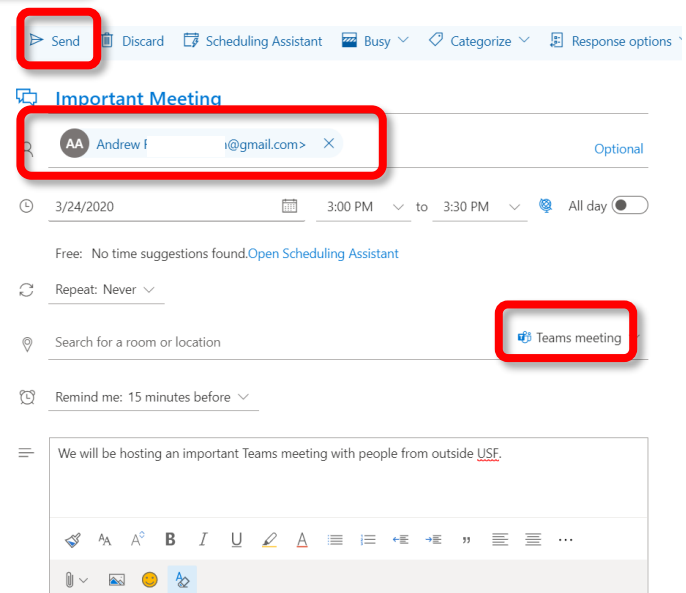 Send Discard Scheduling Assistant Busy Categorize Response options
Important Meeting
AA Andrew @gmail.com> Optional
3/24/2020 3:00 PM to 3:30 PM All day
Free: No time suggestions found.Open Scheduling Assistant
Repeat: Never
Search for a room or location Teams meeting
Remind me: 15 minutes before
We will be hosting an important Teams meeting with people from outside USF.
B I U A